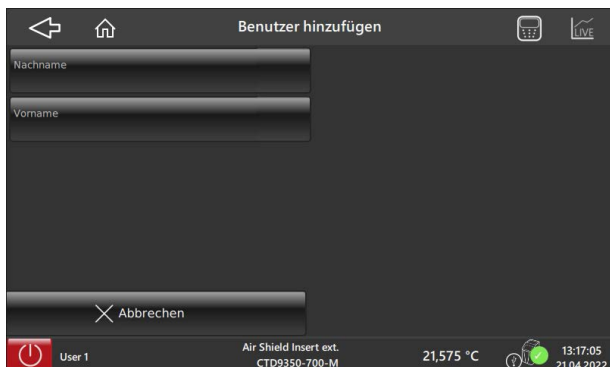 Benutzer hinzufügen
LIVE
Nachname
Vorname
Abbrechen
User 1
Air Shield Insert ext.
CTD9350-700-M
21,575 °C
13:17:05
21.04.2022